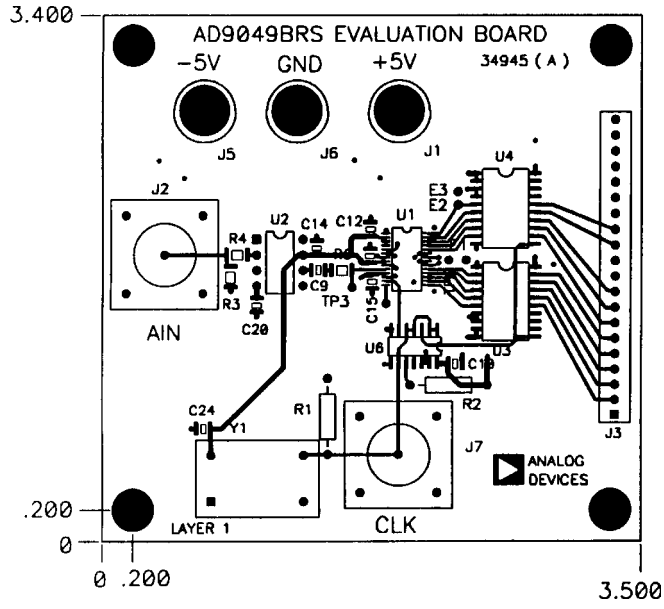 3.400
AD9049BRS EVALUATION BOARD
-5V
GND
+5V
34945 (A)
J5
J6
J1
J2
U4
E3
E2
R4
U2
C14
C12
U1
R3
C9
TP3
C15
C20
AIN
U3
U6
C19
R2
C24
Y1
R1
J7
J3
ANALOG
DEVICES
LAYER 1
CLK
.200
0
0
.200
3.500